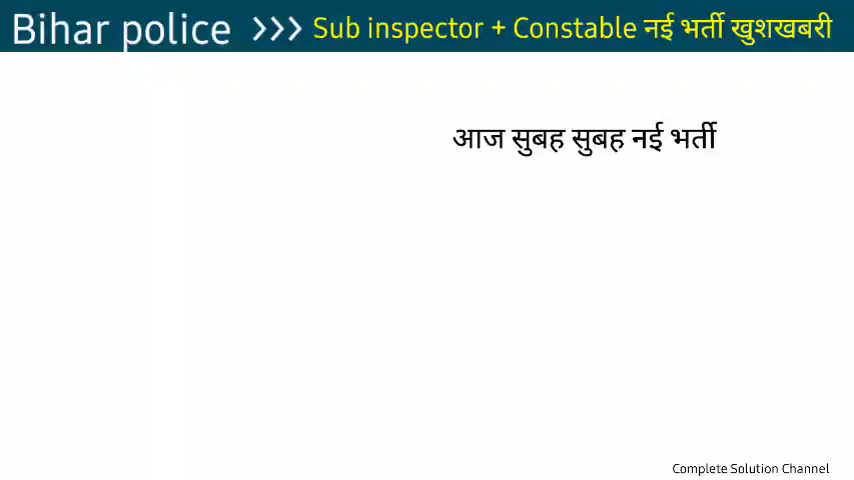 Bihar police >>> Sub inspector + Constable नई भर्ती खुशखबरी
आज सुबह सुबह नई भर्ती
Complete Solution Channel